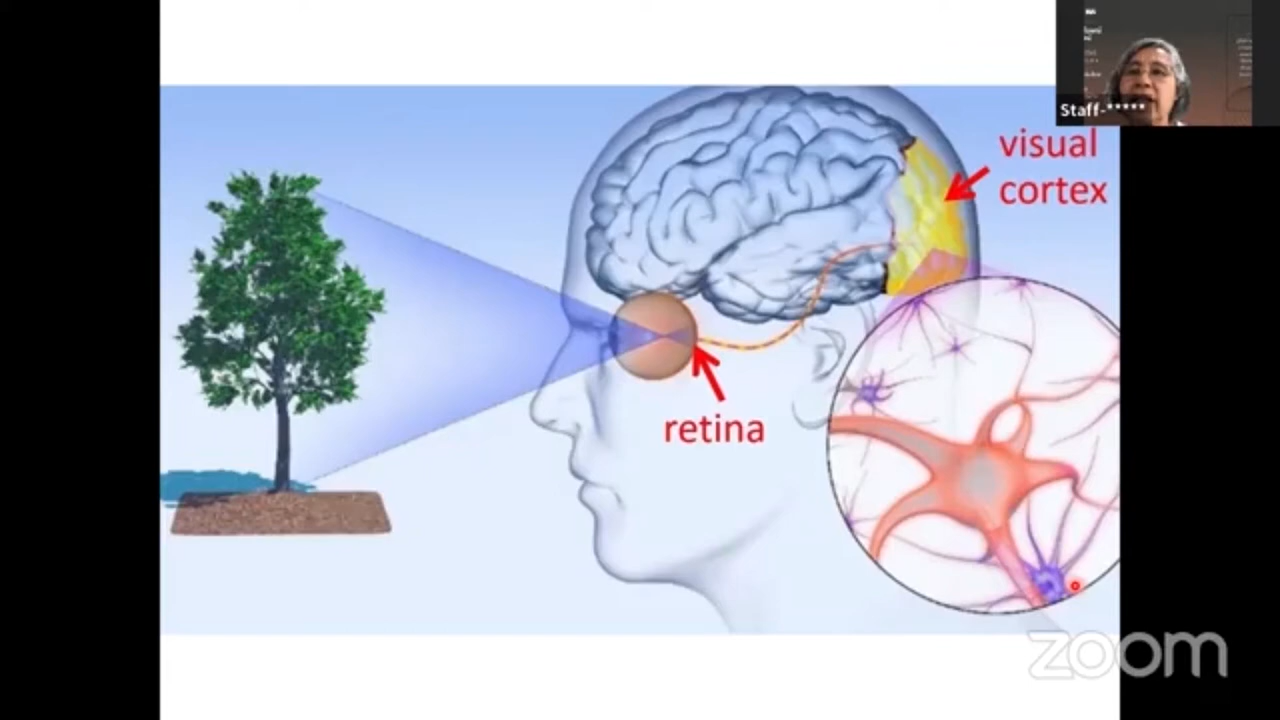 Staff-*****
visual
cortex
retina
zoom